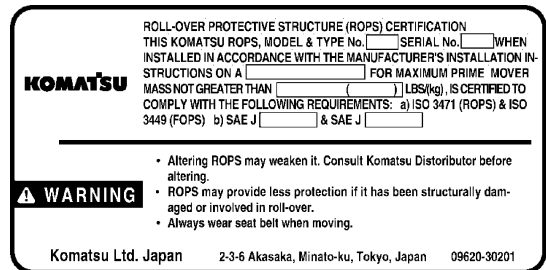 ROLL-OVER PROTECTIVE STRUCTURE (ROPS) CERTIFICATION
THIS KOMATSU ROPS, MODEL & TYPE No. SERIAL No. WHEN
INSTALLED IN ACCORDANCE WITH THE MANUFACTURER'S INSTALLATION IN-
STRUCTIONS ON A FOR MAXIMUM PRIME MOVER
MASS NOT GREATER THAN ( ) LBS/(kg), IS CERTIFIED TO
COMPLY WITH THE FOLLOWING REQUIREMENTS: a) ISO 3471 (ROPS) & ISO
3449 (FOPS) b) SAE J & SAE J
KOMATSU
• Altering ROPS may weaken it. Consult Komatsu Distoributor before
altering.
• ROPS may provide less protection if it has been structurally dam-
aged or involved in roll-over.
• Always wear seat belt when moving.
WARNING
Komatsu Ltd. Japan 2-3-6 Akasaka, Minato-ku, Tokyo, Japan 09620-30201